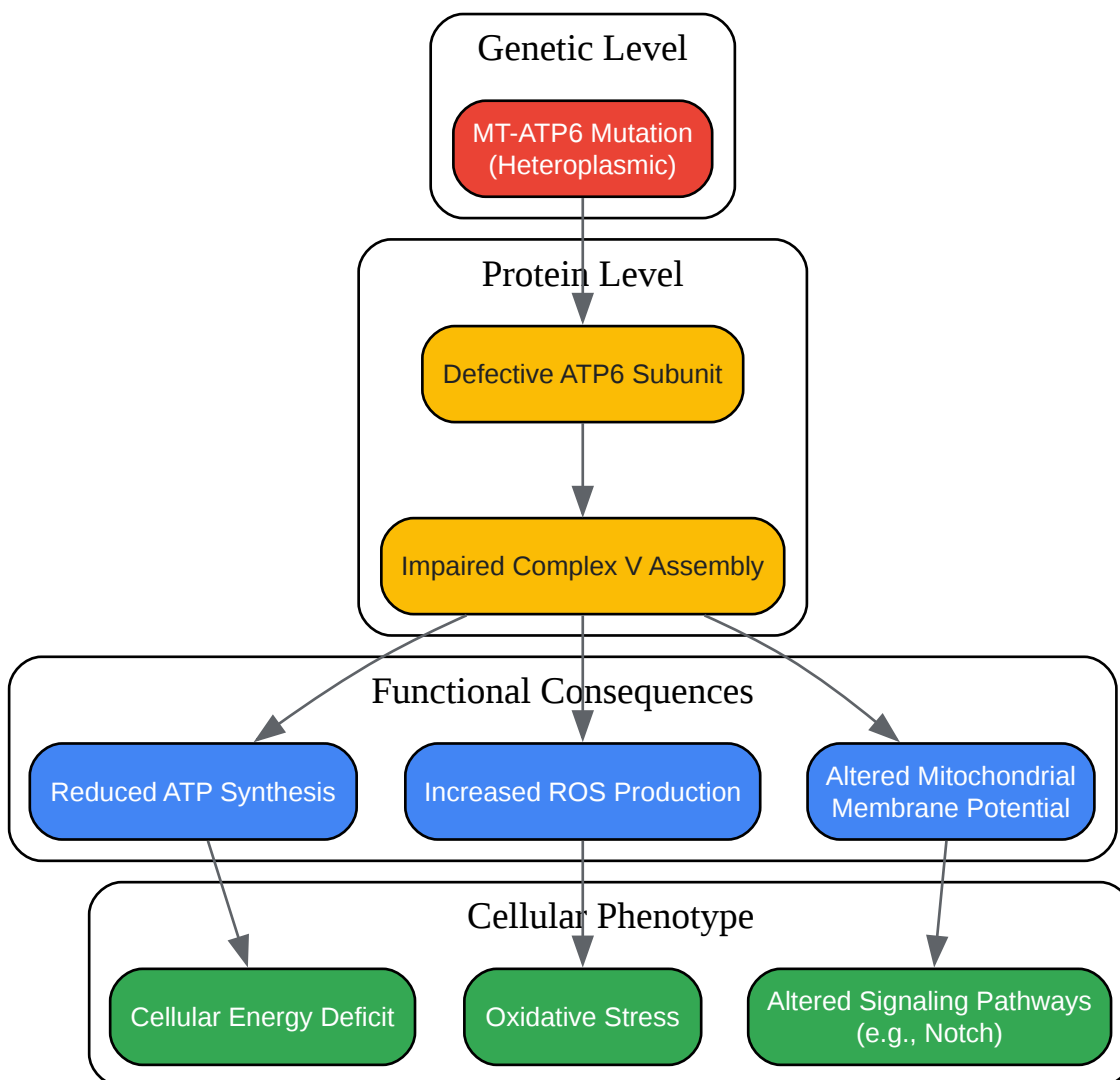 Genetic Level
MT-ATP6 Mutation
(Heteroplasmic)
Protein Level
Defective ATP6 Subunit
Impaired Complex V Assembly
Functional Consequences
Reduced ATP Synthesis
Increased ROS Production
Altered Mitochondrial
Membrane Potential
Cellular Phenotype
Cellular Energy Deficit
Oxidative Stress
Altered Signaling Pathways
(e.g., Notch)